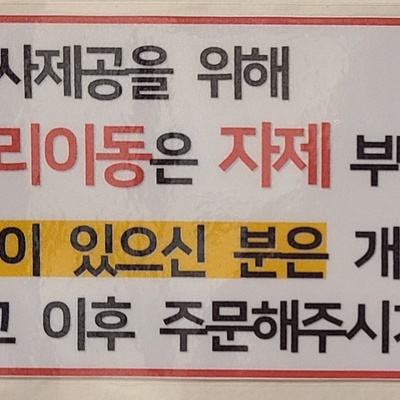 사제공을 위해
리이동은 자제 부
이 있으신 분은 개
이후 주문해주시